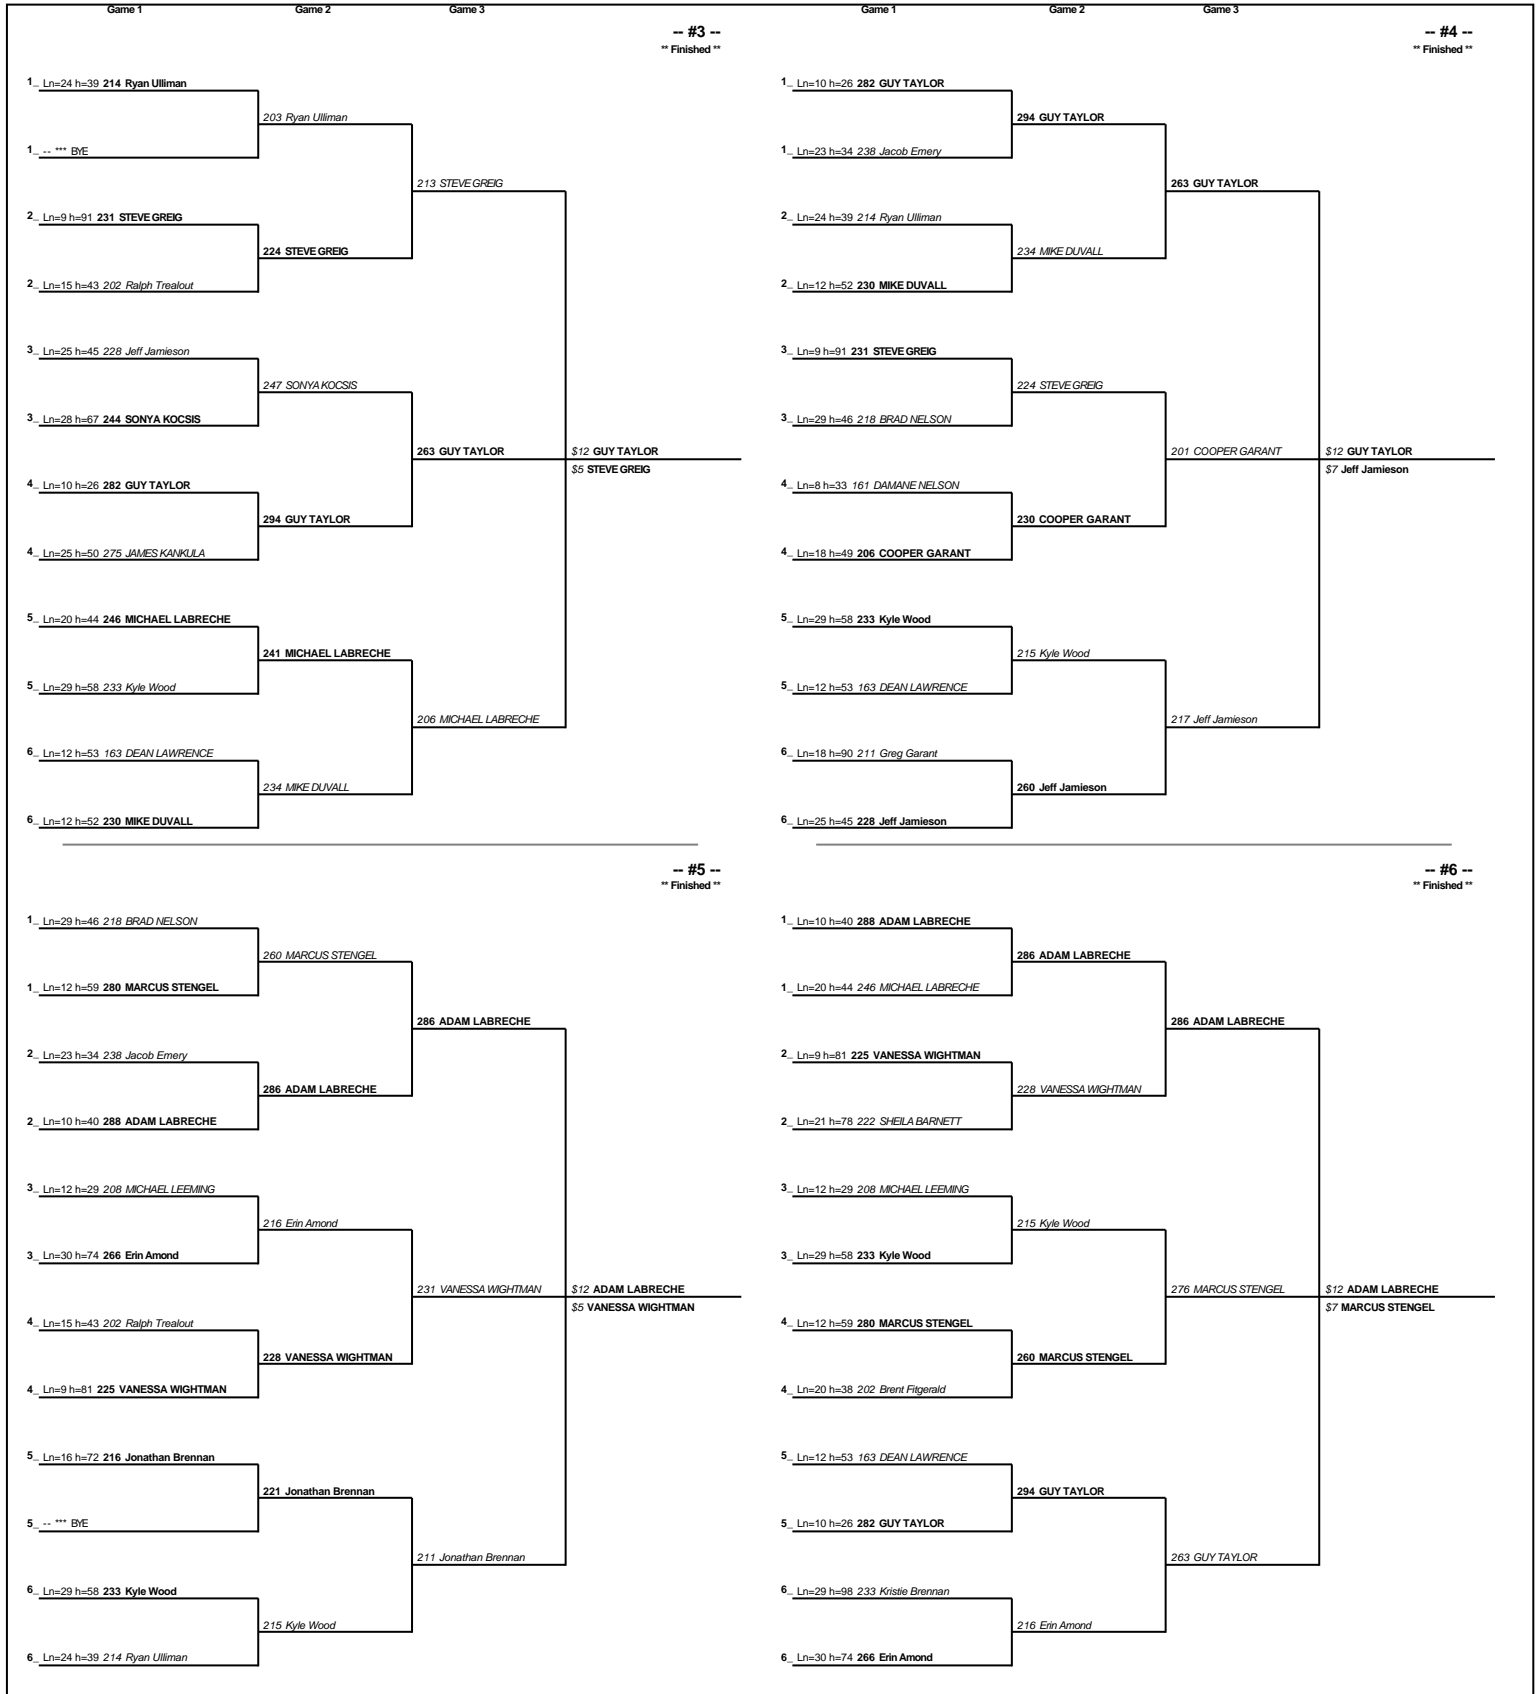 Game 1 Game 2 Game 3
-- #3 --
** Finished **
1_ Ln=24 h=39 214 Ryan Ulliman
203 Ryan Ulliman
1_ -- *** BYE
213 STEVE GREIG
2_ Ln=9 h=91 231 STEVE GREIG
224 STEVE GREIG
2_ Ln=15 h=43 202 Ralph Trealout
3_ Ln=25 h=45 228 Jeff Jamieson
247 SONYA KOCSIS
3_ Ln=28 h=67 244 SONYA KOCSIS
263 GUY TAYLOR $12 GUY TAYLOR
$5 STEVE GREIG
4_ Ln=10 h=26 282 GUY TAYLOR
294 GUY TAYLOR
4_ Ln=25 h=50 275 JAMES KANKULA
5_ Ln=20 h=44 246 MICHAEL LABRECHE
241 MICHAEL LABRECHE
5_ Ln=29 h=58 233 Kyle Wood
206 MICHAEL LABRECHE
6_ Ln=12 h=53 163 DEAN LAWRENCE
234 MIKE DUVALL
6_ Ln=12 h=52 230 MIKE DUVALL
Game 1 Game 2 Game 3
-- #4 --
** Finished **
1_ Ln=10 h=26 282 GUY TAYLOR
294 GUY TAYLOR
1_ Ln=23 h=34 238 Jacob Emery
263 GUY TAYLOR
2_ Ln=24 h=39 214 Ryan Ulliman
234 MIKE DUVALL
2_ Ln=12 h=52 230 MIKE DUVALL
3_ Ln=9 h=91 231 STEVE GREIG
224 STEVE GREIG
3_ Ln=29 h=46 218 BRAD NELSON
201 COOPER GARANT $12 GUY TAYLOR
$7 Jeff Jamieson
4_ Ln=8 h=33 161 DAMANE NELSON
230 COOPER GARANT
4_ Ln=18 h=49 206 COOPER GARANT
5_ Ln=29 h=58 233 Kyle Wood
215 Kyle Wood
5_ Ln=12 h=53 163 DEAN LAWRENCE
217 Jeff Jamieson
6_ Ln=18 h=90 211 Greg Garant
260 Jeff Jamieson
6_ Ln=25 h=45 228 Jeff Jamieson
-- #5 --
** Finished **
1_ Ln=29 h=46 218 BRAD NELSON
260 MARCUS STENGEL
1_ Ln=12 h=59 280 MARCUS STENGEL
286 ADAM LABRECHE
2_ Ln=23 h=34 238 Jacob Emery
286 ADAM LABRECHE
2_ Ln=10 h=40 288 ADAM LABRECHE
3_ Ln=12 h=29 208 MICHAEL LEEMING
216 Erin Amond
3_ Ln=30 h=74 266 Erin Amond
231 VANESSA WIGHTMAN $12 ADAM LABRECHE
$5 VANESSA WIGHTMAN
4_ Ln=15 h=43 202 Ralph Trealout
228 VANESSA WIGHTMAN
4_ Ln=9 h=81 225 VANESSA WIGHTMAN
5_ Ln=16 h=72 216 Jonathan Brennan
221 Jonathan Brennan
5_ -- *** BYE
211 Jonathan Brennan
6_ Ln=29 h=58 233 Kyle Wood
215 Kyle Wood
6_ Ln=24 h=39 214 Ryan Ulliman
-- #6 --
** Finished **
1_ Ln=10 h=40 288 ADAM LABRECHE
286 ADAM LABRECHE
1_ Ln=20 h=44 246 MICHAEL LABRECHE
286 ADAM LABRECHE
2_ Ln=9 h=81 225 VANESSA WIGHTMAN
228 VANESSA WIGHTMAN
2_ Ln=21 h=78 222 SHEILA BARNETT
3_ Ln=12 h=29 208 MICHAEL LEEMING
215 Kyle Wood
3_ Ln=29 h=58 233 Kyle Wood
276 MARCUS STENGEL $12 ADAM LABRECHE
$7 MARCUS STENGEL
4_ Ln=12 h=59 280 MARCUS STENGEL
260 MARCUS STENGEL
4_ Ln=20 h=38 202 Brent Fitgerald
5_ Ln=12 h=53 163 DEAN LAWRENCE
294 GUY TAYLOR
5_ Ln=10 h=26 282 GUY TAYLOR
263 GUY TAYLOR
6_ Ln=29 h=98 233 Kristie Brennan
216 Erin Amond
6_ Ln=30 h=74 266 Erin Amond